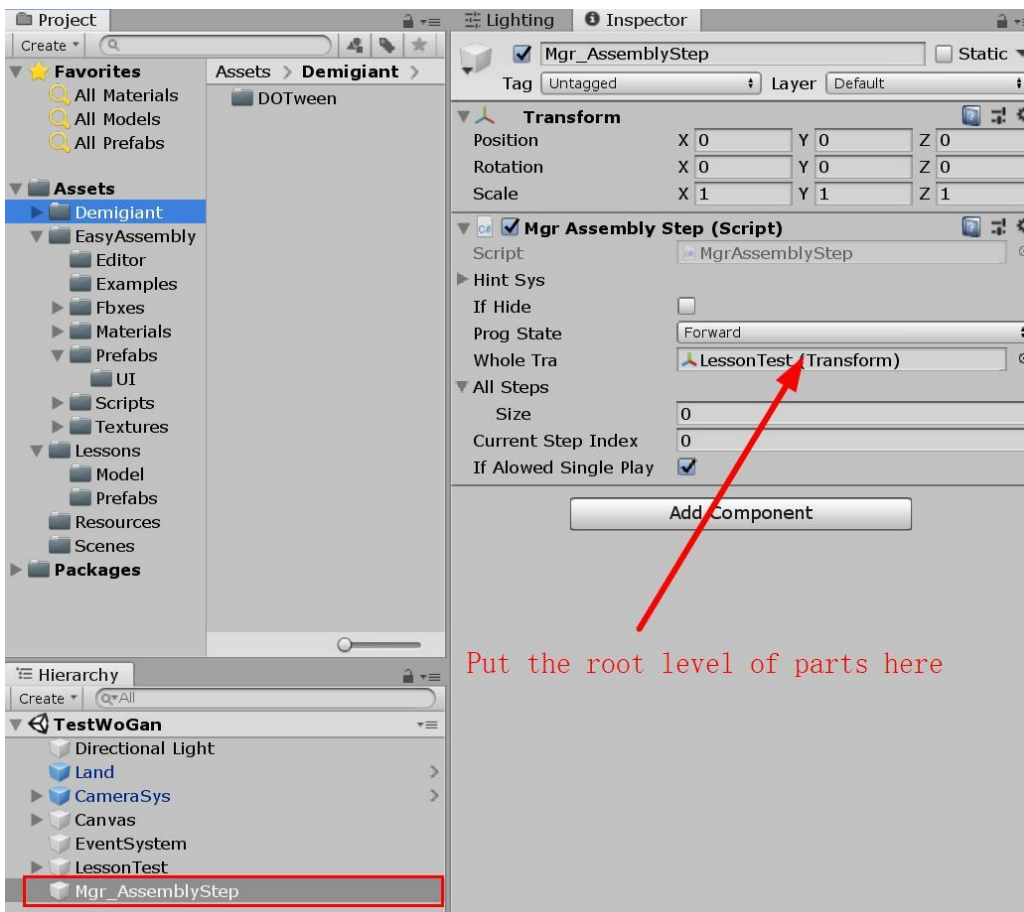 Project
Create
Favorites
All Materials
All Models
All Prefabs
Assets
Demigiant
EasyAssembly
Editor
Examples
Fbxes
Materials
Prefabs
UI
Scripts
Textures
Lessons
Model
Prefabs
Resources
Scenes
Packages
Assets > Demigiant >
DOTween
Hierarchy
Create All
TestWoGan
Directional Light
Land
CameraSys
Canvas
EventSystem
LessonTest
Mgr_AssemblyStep
Lighting Inspector
Mgr_AssemblyStep Static
Tag Untagged Layer Default
Transform
Position X 0 Y 0 Z 0
Rotation X 0 Y 0 Z 0
Scale X 1 Y 1 Z 1
C# Mgr Assembly Step (Script)
Script MgrAssemblyStep
Hint Sys
If Hide
Prog State Forward
Whole Tra LessonTest (Transform)
All Steps
Size 0
Current Step Index 0
If Alowed Single Play
Add Component
Put the root level of parts here